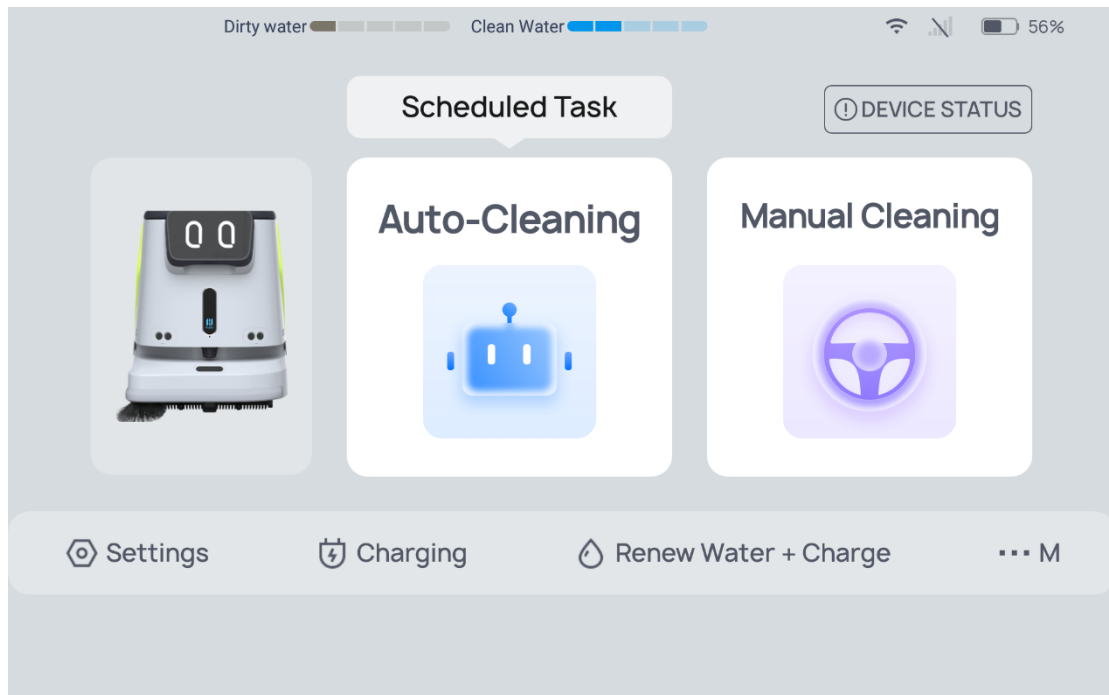 Dirty water
Clean Water
56%
Scheduled Task
DEVICE STATUS
Auto-Cleaning
Manual Cleaning
Settings
Charging
Renew Water + Charge
··· M